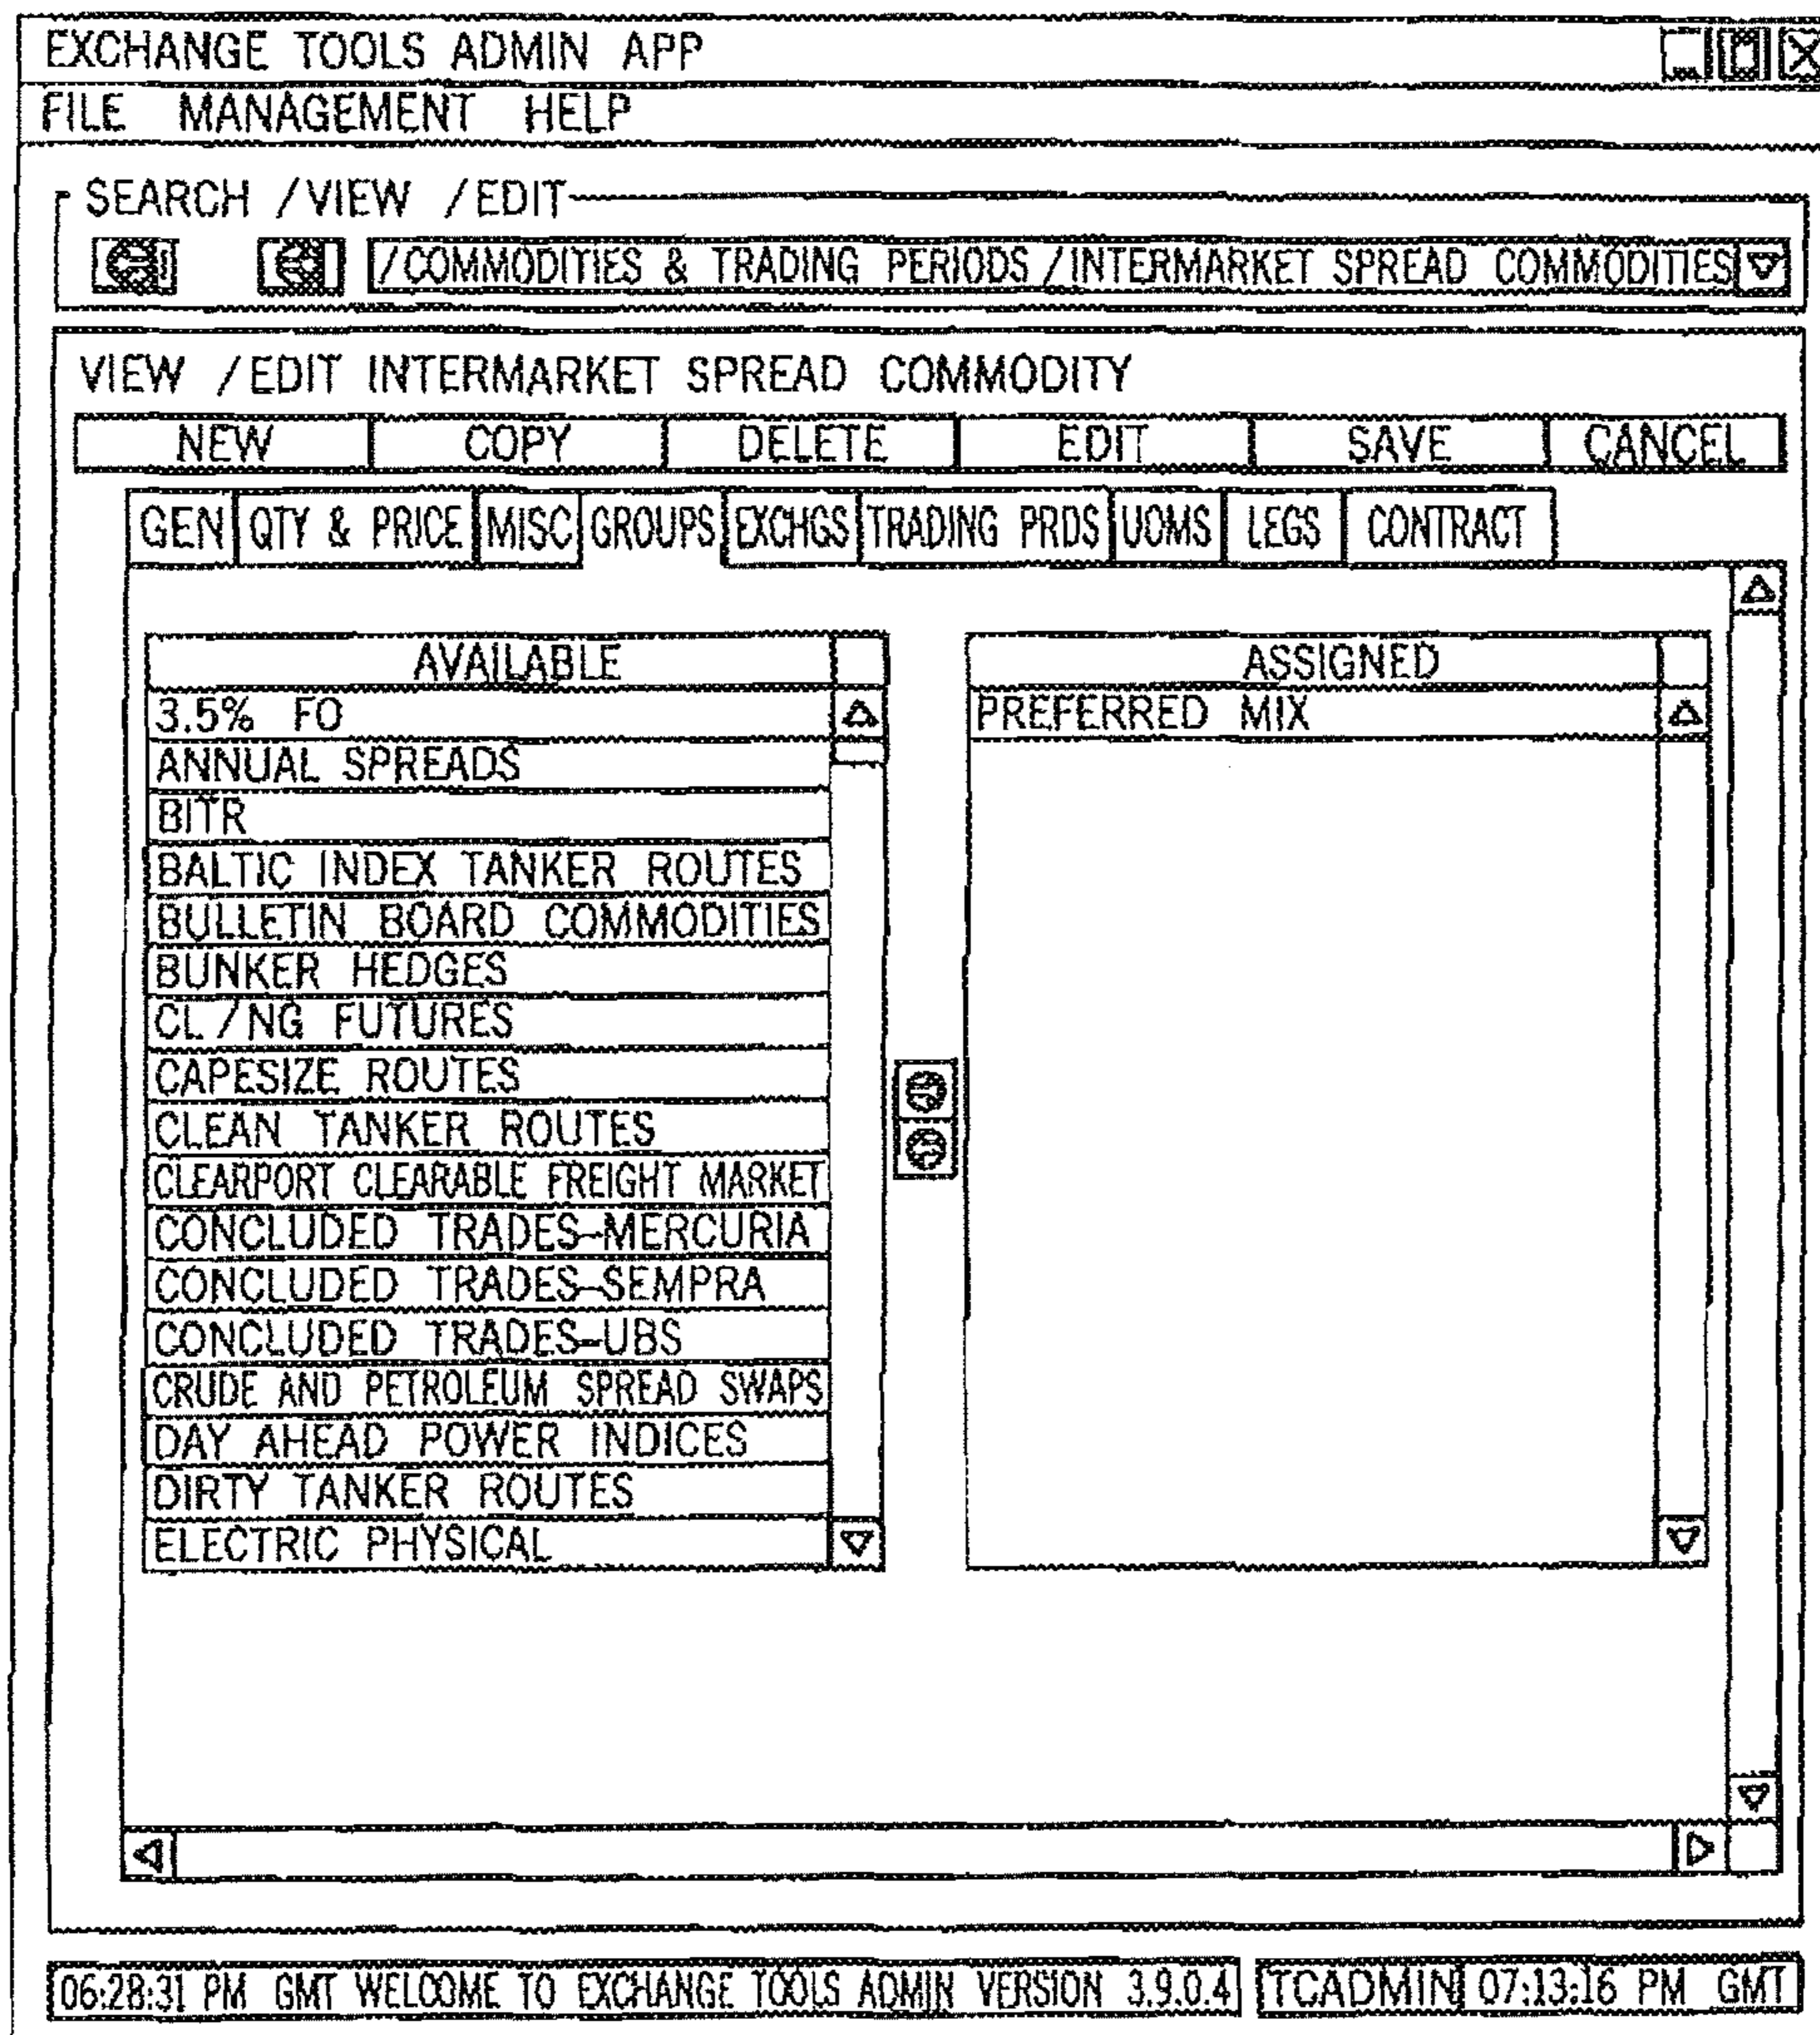 EXCHANGE TOOLS ADMIN APP
FILE MANAGEMENT HELP
SEARCH /VIEW /EDIT
/COMMODITIES & TRADING PERIODS /INTERMARKET SPREAD COMMODITIES
VIEW /EDIT INTERMARKET SPREAD COMMODITY
NEW COPY DELETE EDIT SAVE CANCEL
GEN QTY & PRICE MISC GROUPS EXCHGS TRADING PRDS UOMS LEGS CONTRACT
AVAILABLE
3.5% FO
ANNUAL SPREADS
BITR
BALTIC INDEX TANKER ROUTES
BULLETIN BOARD COMMODITIES
BUNKER HEDGES
CL /NG FUTURES
CAPESIZE ROUTES
CLEAN TANKER ROUTES
CLEARPORT CLEARABLE FREIGHT MARKET
CONCLUDED TRADES-MERCURIA
CONCLUDED TRADES-SEMPRA
CONCLUDED TRADES-UBS
CRUDE AND PETROLEUM SPREAD SWAPS
DAY AHEAD POWER INDICES
DIRTY TANKER ROUTES
ELECTRIC PHYSICAL
ASSIGNED
PREFERRED MIX
06:28:31 PM GMT WELCOME TO EXCHANGE TOOLS ADMIN VERSION 3.9.0.4 TCADMIN 07:13:16 PM GMT